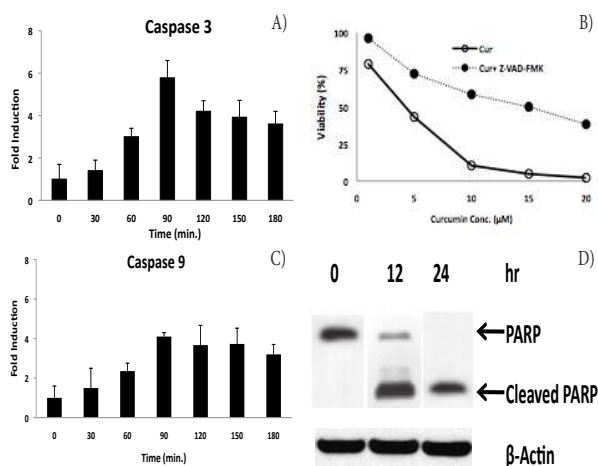 Caspase 3
A)
Fold Induction
8
6
4
2
0
0 30 60 90 120 150 180
Time (min.)
B)
Viability (%)
100
75
50
25
0
Cur
Cur+ Z-VAD-FMK
0 5 10 15 20
Curcumin Conc. (µM)
Caspase 9
C)
Fold Induction
8
6
4
2
0
0 30 60 90 120 150 180
Time (min.)
D)
0 12 24 hr
PARP
Cleaved PARP
β-Actin